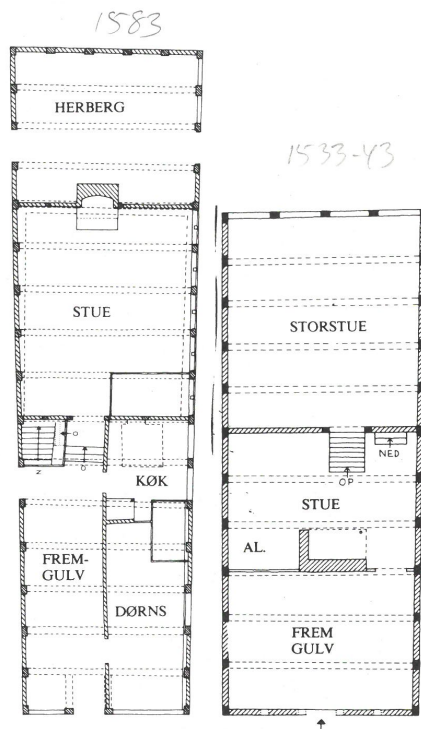 1583
HERBERG
STUE
O
O
N
KØK
FREM-
GULV
DØRNS
1533-43
STORSTUE
OP
NED
STUE
AL.
FREM
GULV